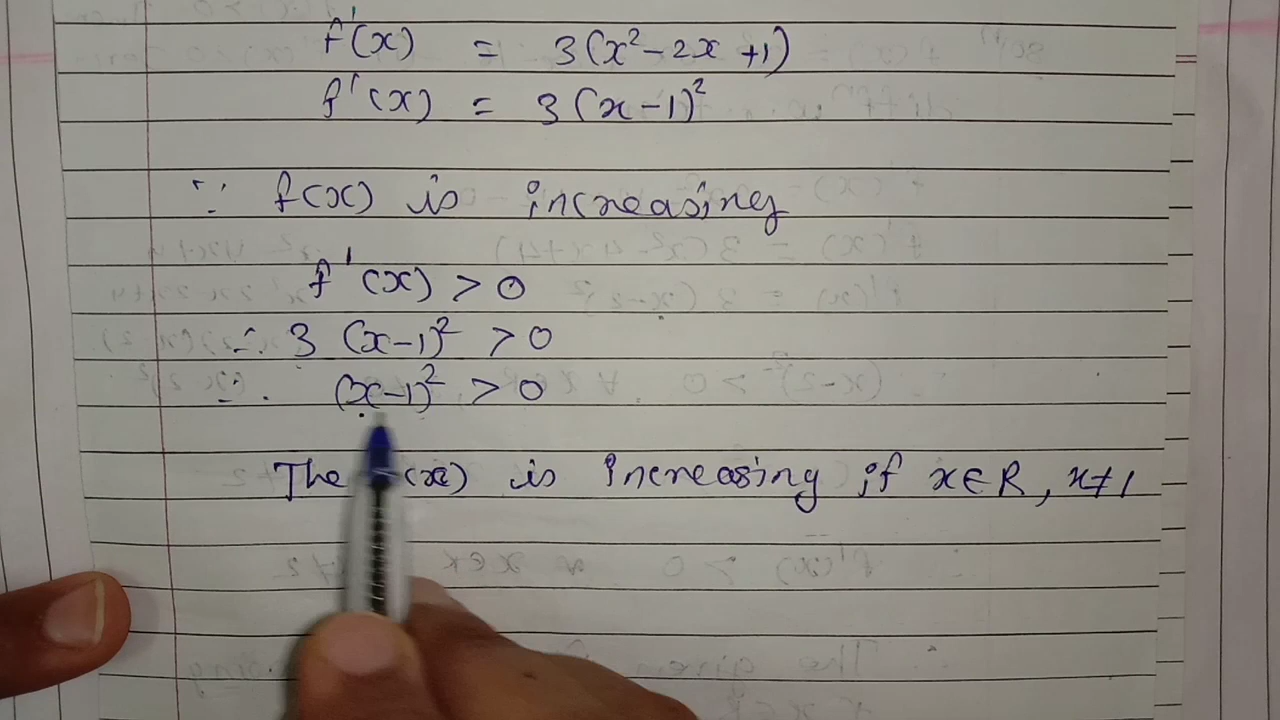 f'(x) = 3(x²-2x+1)
f'(x) = 3(x-1)²
∵ f(x) is increasing
f'(x) > 0
∴ 3 (x-1)² > 0
∴ (x-1)² > 0
The (x) is increasing if x∈R, x≠1